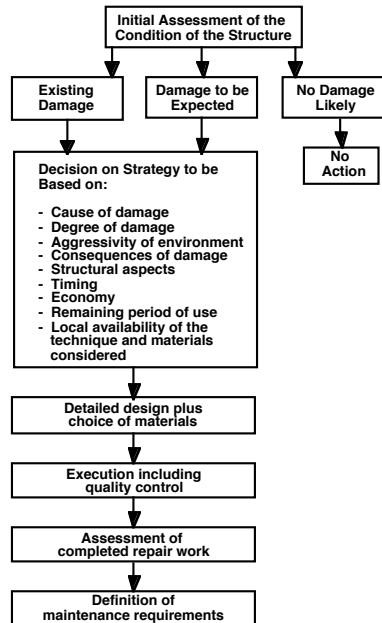 Initial Assessment of the
Condition of the Structure
Existing
Damage
Damage to be
Expected
No Damage
Likely
No
Action
Decision on Strategy to be
Based on:
- Cause of damage
- Degree of damage
- Aggressivity of environment
- Consequences of damage
- Structural aspects
- Timing
- Economy
- Remaining period of use
- Local availability of the
technique and materials
considered
Detailed design plus
choice of materials
Execution including
quality control
Assessment of
completed repair work
Definition of
maintenance requirements